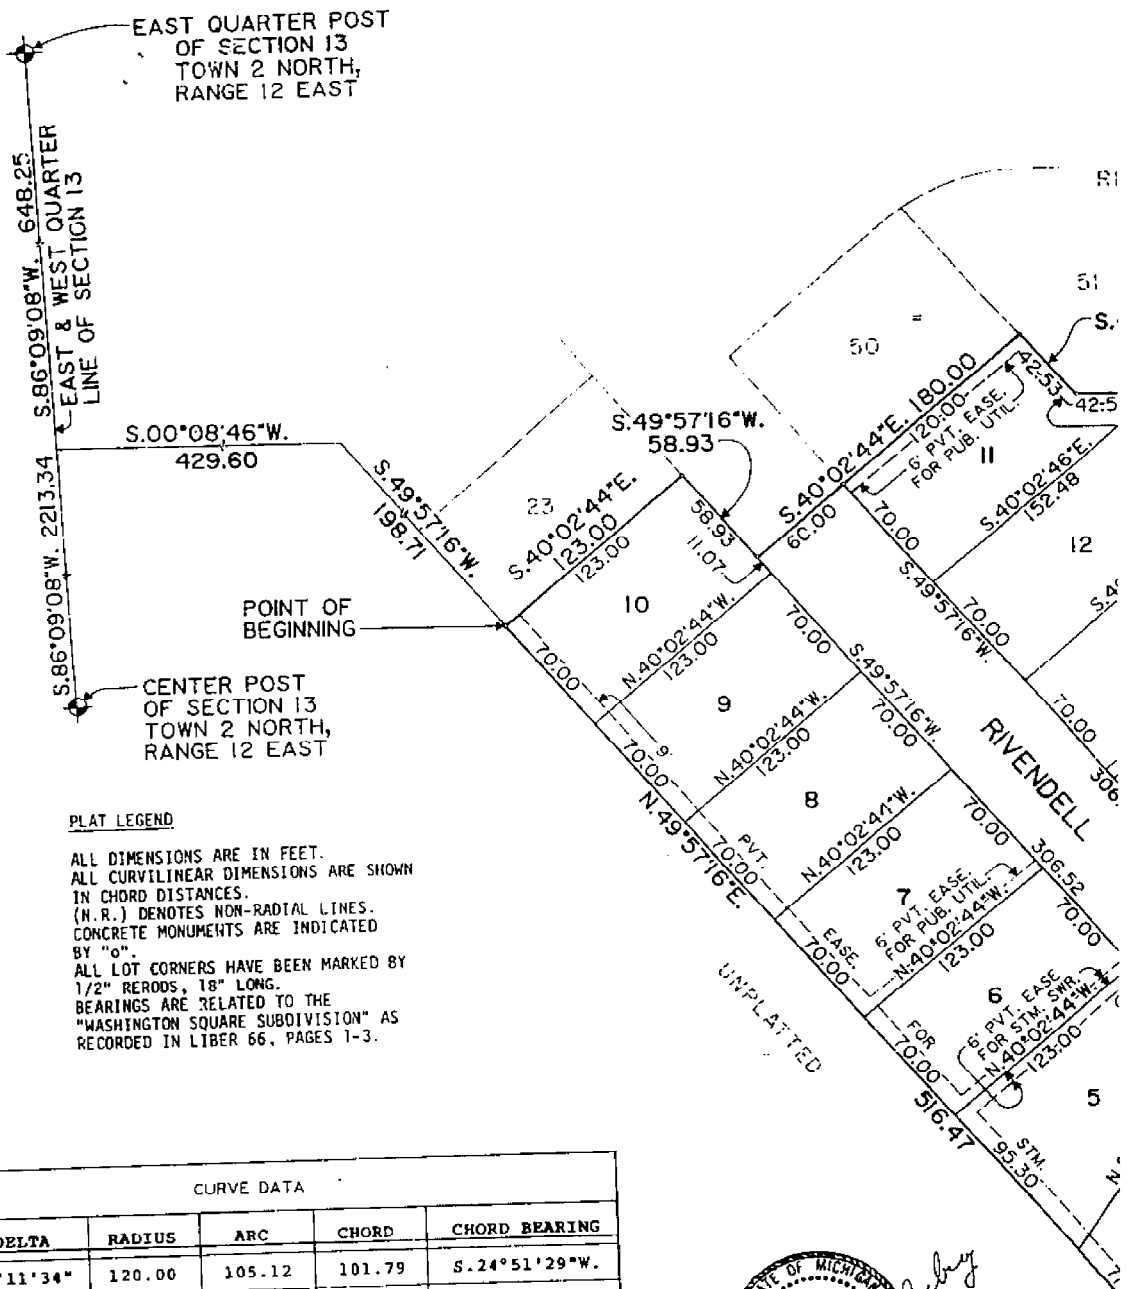 EAST QUARTER POST
OF SECTION 13
TOWN 2 NORTH,
RANGE 12 EAST
S.86°09'08"W. 648.25
EAST & WEST QUARTER
LINE OF SECTION 13
S.86°09'08"W. 2213.34
S.00°08'46"W.
429.60
S.49°57'16"W.
198.71
23
S.40°02'44"E.
123.00
123.00
S.49°57'16"W.
58.93
58.93
11.07
50
51
S.
S.40°02'44"E. 180.00
120.00
6' PVT. EASE.
FOR PUB. UTIL.
60.00
42.53
42.5
11
S.40°02'46"E.
152.48
12
70.00
S.49°57'16"W.
70.00
70.00
306.
RIVENDELL
POINT OF
BEGINNING
10
70.00
N.40°02'44"W.
123.00
70.00
S.49°57'16"W.
9
9'
70.00
N.40°02'44"W.
123.00
70.00
N.49°57'16"E.
8
PVT.
70.00
N.40°02'44"W.
123.00
70.00
306.52
7
6' PVT. EASE.
FOR PUB. UTIL.
N.40°02'44"W.
123.00
EASE.
70.00
70.00
UNPLATTED
6
6' PVT. EASE
FOR STM. SWR.
N.40°02'44"W.
123.00
FOR
70.00
516.47
5
STM.
95.30
CENTER POST
OF SECTION 13
TOWN 2 NORTH,
RANGE 12 EAST
PLAT LEGEND
ALL DIMENSIONS ARE IN FEET.
ALL CURVILINEAR DIMENSIONS ARE SHOWN
IN CHORD DISTANCES.
(N.R.) DENOTES NON-RADIAL LINES.
CONCRETE MONUMENTS ARE INDICATED
BY "o".
ALL LOT CORNERS HAVE BEEN MARKED BY
1/2" RERODS, 18" LONG.
BEARINGS ARE RELATED TO THE
"WASHINGTON SQUARE SUBDIVISION" AS
RECORDED IN LIBER 66, PAGES 1-3.
CURVE DATA
DELTA RADIUS ARC CHORD CHORD BEARING
°11'34" 120.00 105.12 101.79 S.24°51'29"W.
STATE OF MICHIGAN